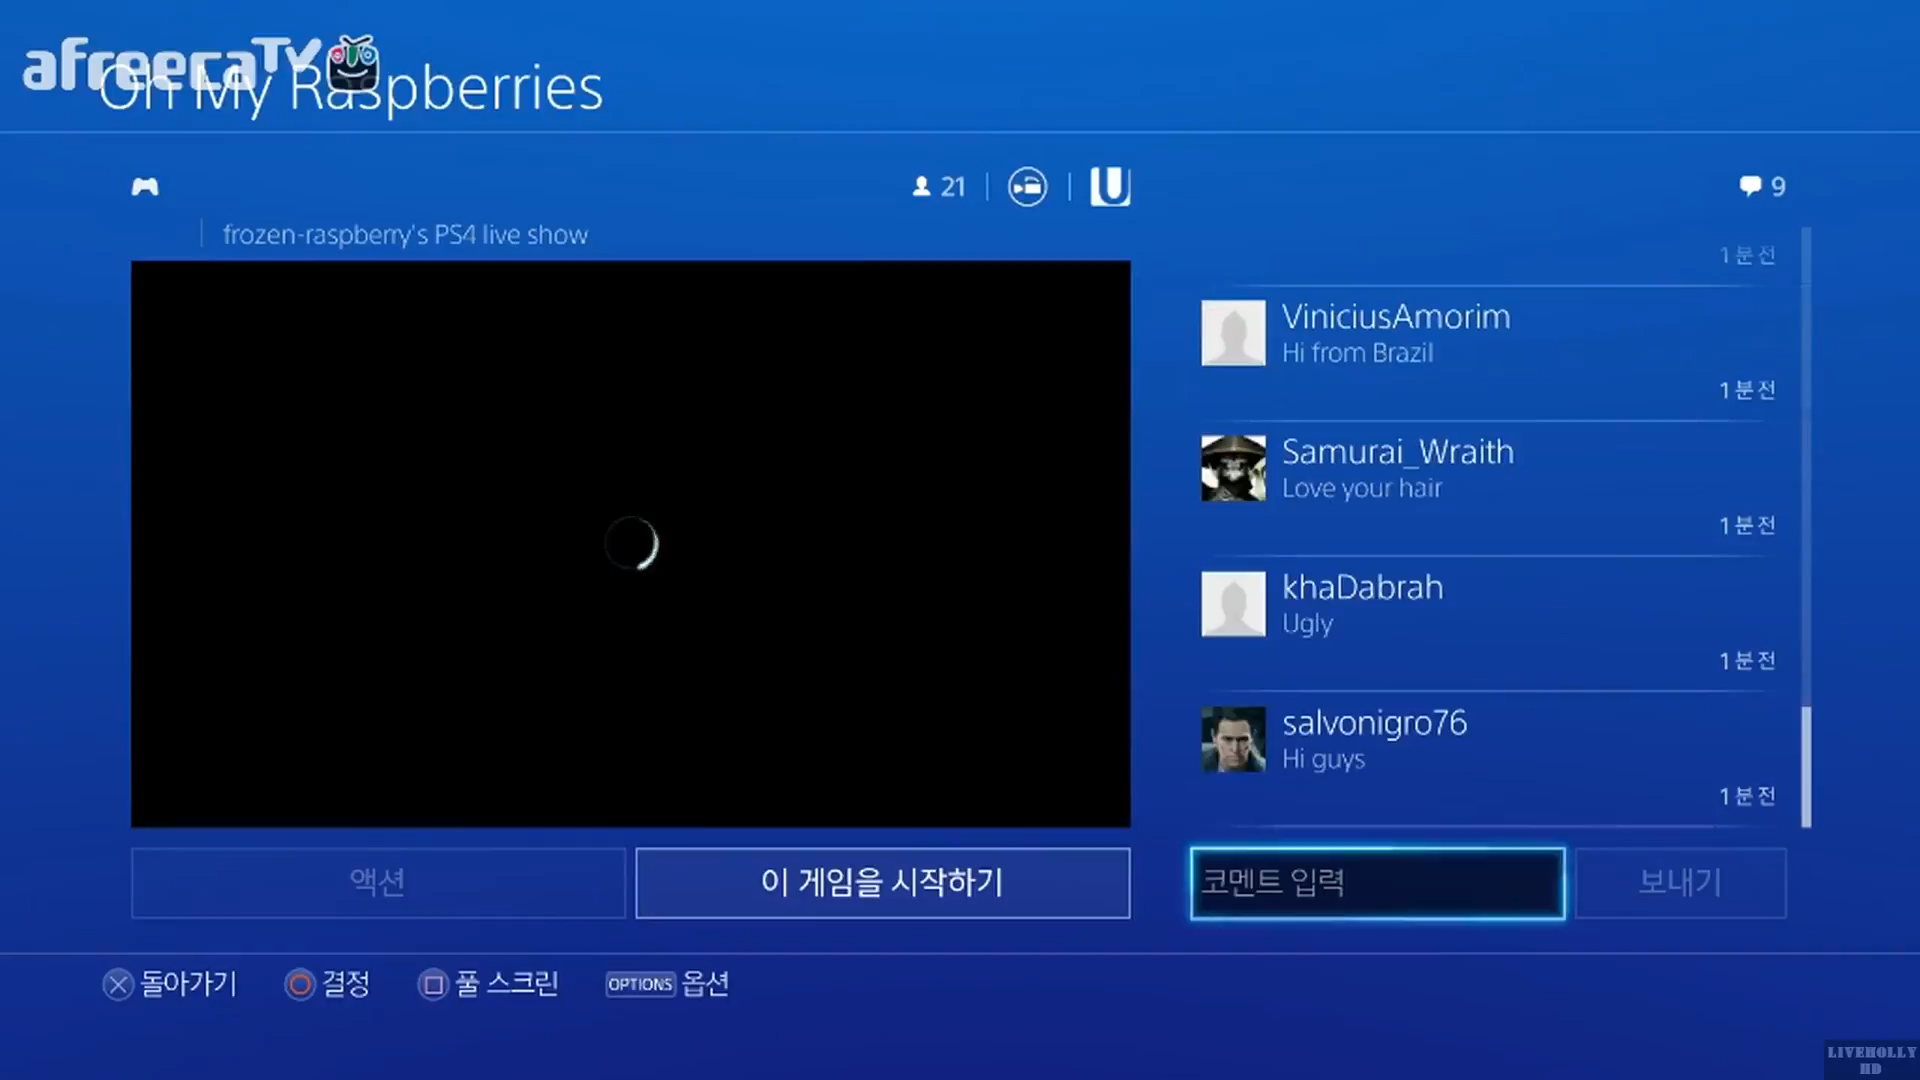 afreecaTV
Oh My Raspberries
21
9
frozen-raspberry's PS4 live show
1분 전
ViniciusAmorim
Hi from Brazil
1분 전
Samurai_Wraith
Love your hair
1분 전
khaDabrah
Ugly
1분 전
salvonigro76
Hi guys
1분 전
액션
이 게임을 시작하기
코멘트 입력
보내기
돌아가기
결정
풀 스크린
OPTIONS 옵션
LIVEHOLLY
HD